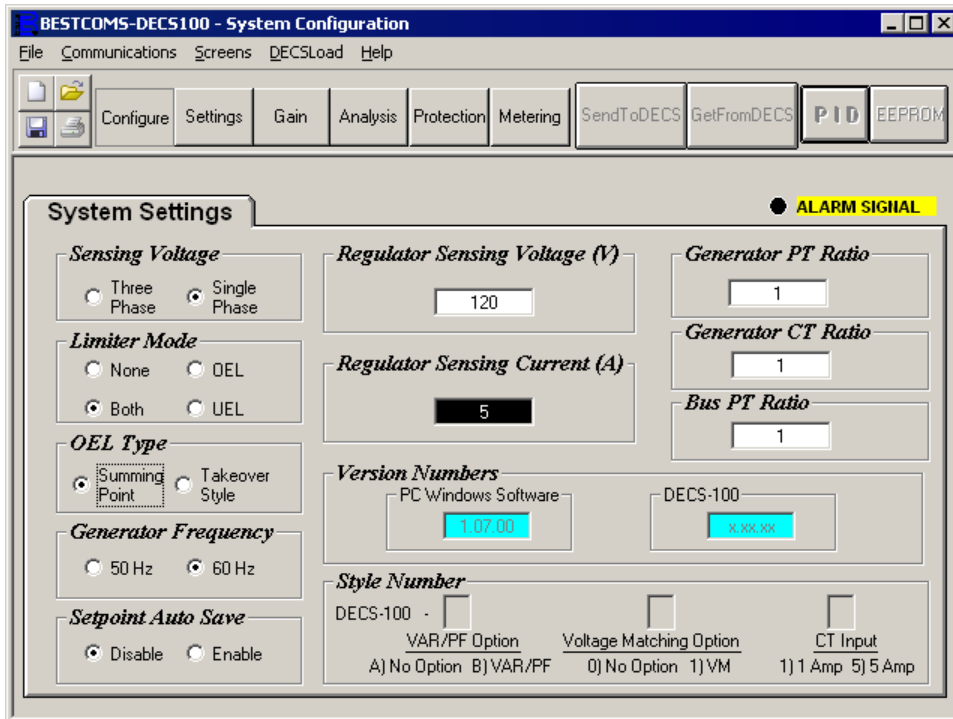 BESTCOMS-DECS100 - System Configuration
File Communications Screens DECSLoad Help
Configure Settings Gain Analysis Protection Metering SendToDECS GetFromDECS PID EEPROM
System Settings
ALARM SIGNAL
Sensing Voltage
Three Phase
Single Phase
Limiter Mode
None
OEL
Both
UEL
OEL Type
Summing Point
Takeover Style
Generator Frequency
50 Hz
60 Hz
Setpoint Auto Save
Disable
Enable
Regulator Sensing Voltage (V)
120
Regulator Sensing Current (A)
5
Generator PT Ratio
1
Generator CT Ratio
1
Bus PT Ratio
1
Version Numbers
PC Windows Software
1.07.00
DECS-100
x.xx.xx
Style Number
DECS-100 -
VAR/PF Option
A) No Option B) VAR/PF
Voltage Matching Option
0) No Option 1) VM
CT Input
1) 1 Amp 5) 5 Amp